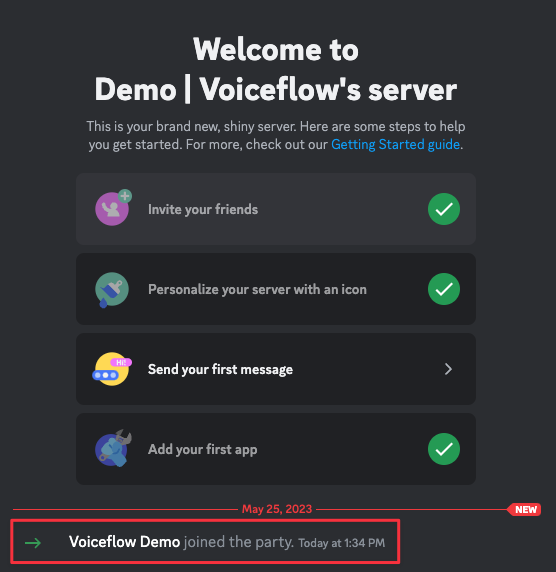 Welcome to
Demo | Voiceflow's server
This is your brand new, shiny server. Here are some steps to help
you get started. For more, check out our Getting Started guide.
Invite your friends
Personalize your server with an icon
Hi!
Send your first message
Add your first app
May 25, 2023
NEW
Voiceflow Demo joined the party. Today at 1:34 PM